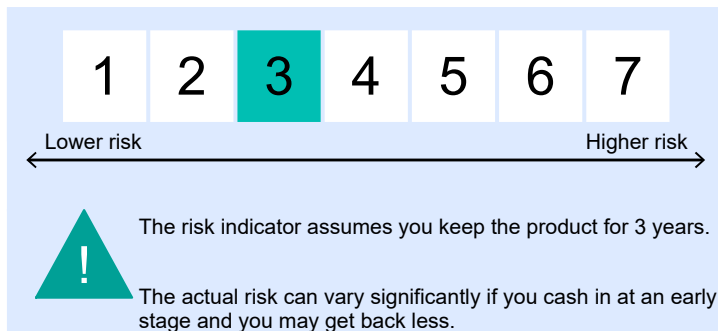 1 2 3 4 5 6 7
Lower risk Higher risk
!
The risk indicator assumes you keep the product for 3 years.
The actual risk can vary significantly if you cash in at an early
stage and you may get back less.